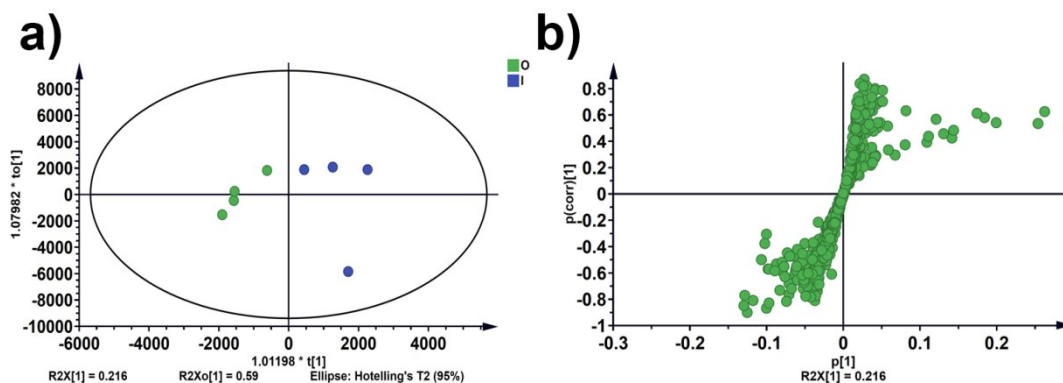 a)
O
I
1.07982 * to[1]
8000
6000
4000
2000
0
-2000
-4000
-6000
-8000
-10000
-6000 -4000 -2000 0 2000 4000
1.01198 * t[1]
R2X[1] = 0.216 R2Xo[1] = 0.59 Ellipse: Hotelling's T2 (95%)
b)
p(corr)[1]
0.8
0.6
0.4
0.2
0
-0.2
-0.4
-0.6
-0.8
-1
-0.2 -0.1 0 0.1 0.2
p[1]
R2X[1] = 0.216